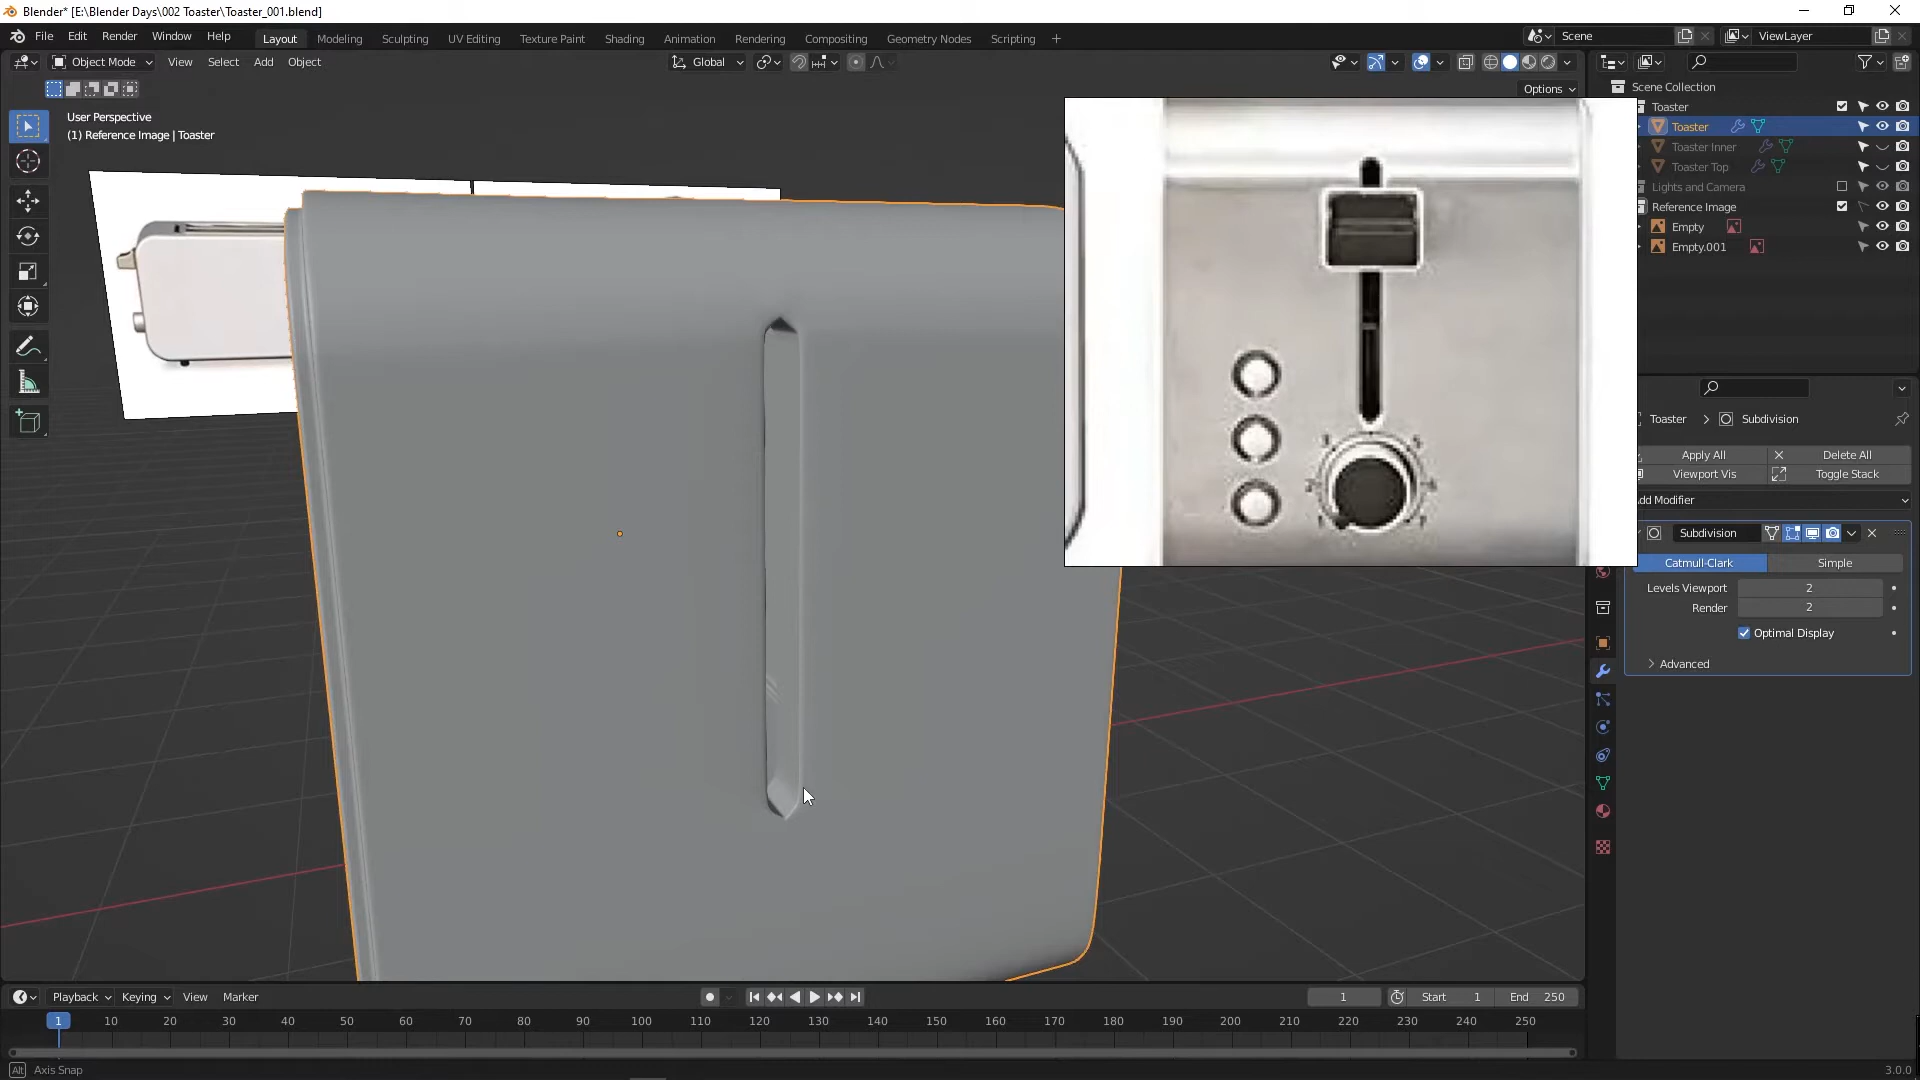 Blender* [E:\Blender Days\002 Toaster\Toaster_001.blend]
File Edit Render Window Help
Layout Modeling Sculpting UV Editing Texture Paint Shading Animation Rendering Compositing Geometry Nodes Scripting +
Scene
ViewLayer
Object Mode View Select Add Object
Global
Options
User Perspective
(1) Reference Image | Toaster
Scene Collection
Toaster
Toaster
Toaster Inner
Toaster Top
Lights and Camera
Reference Image
Empty
Empty.001
Toaster > Subdivision
Apply All
Delete All
Viewport Vis
Toggle Stack
dd Modifier
Subdivision
Catmull-Clark
Simple
Levels Viewport 2
Render 2
Optimal Display
Advanced
Playback Keying View Marker
1
Start 1
End 250
1 10 20 30 40 50 60 70 80 90 100 110 120 130 140 150 160 170 180 190 200 210 220 230 240 250
Alt Axis Snap
3.0.0